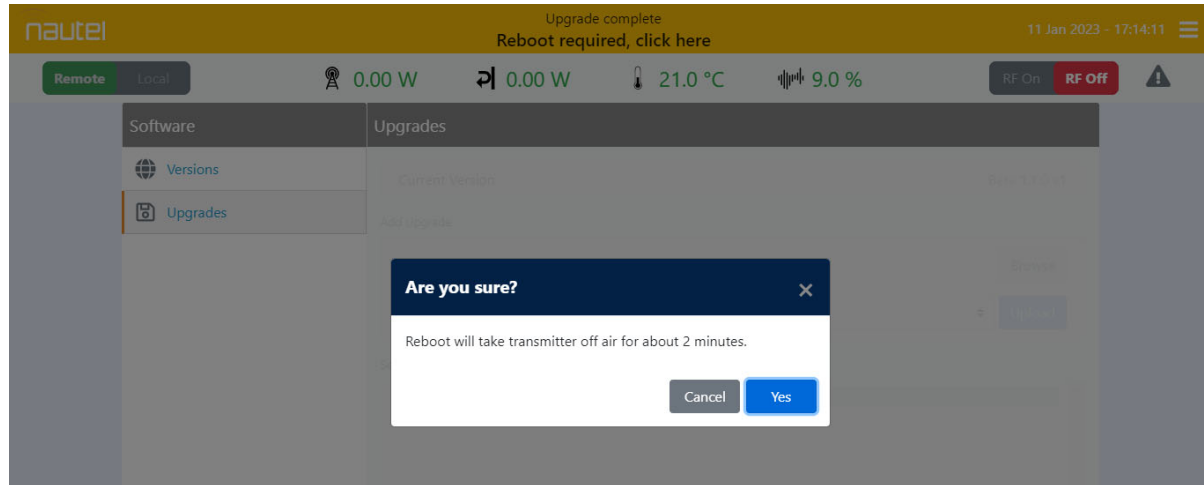 nautel
Upgrade complete
Reboot required, click here
11 Jan 2023 - 17:14:11
Remote Local 0.00 W 0.00 W 21.0 °C 9.0 % RF On RF Off
Software Upgrades
Versions
Current Version
Upgrades
Add Upgrade
Browse
Are you sure?
Upload
Reboot will take transmitter off air for about 2 minutes.
Cancel Yes